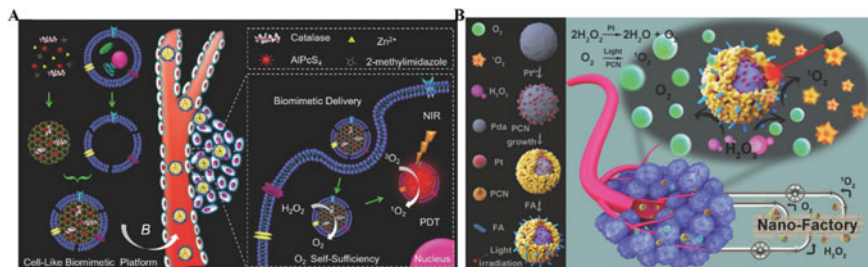 A
Catalase
Zn2+
AlPcS4
2-methylimidazole
Biomimetic Delivery
NIR
3O2
1O2
PDT
H2O2
O2
O2 Self-Sufficiency
Nucleus
B
Cell-Like Biomimetic Platform
B
O2
1O2
H2O2
Pda
Pt
PCN
FA
Light
irradiation
Pt4+
PCN
growth
FA
2H2O2 Pt→ 2H2O + O2
O2 Light PCN→ 1O2
O2
1O2
H2O2
1O2
O2
Nano-Factory
H2O2